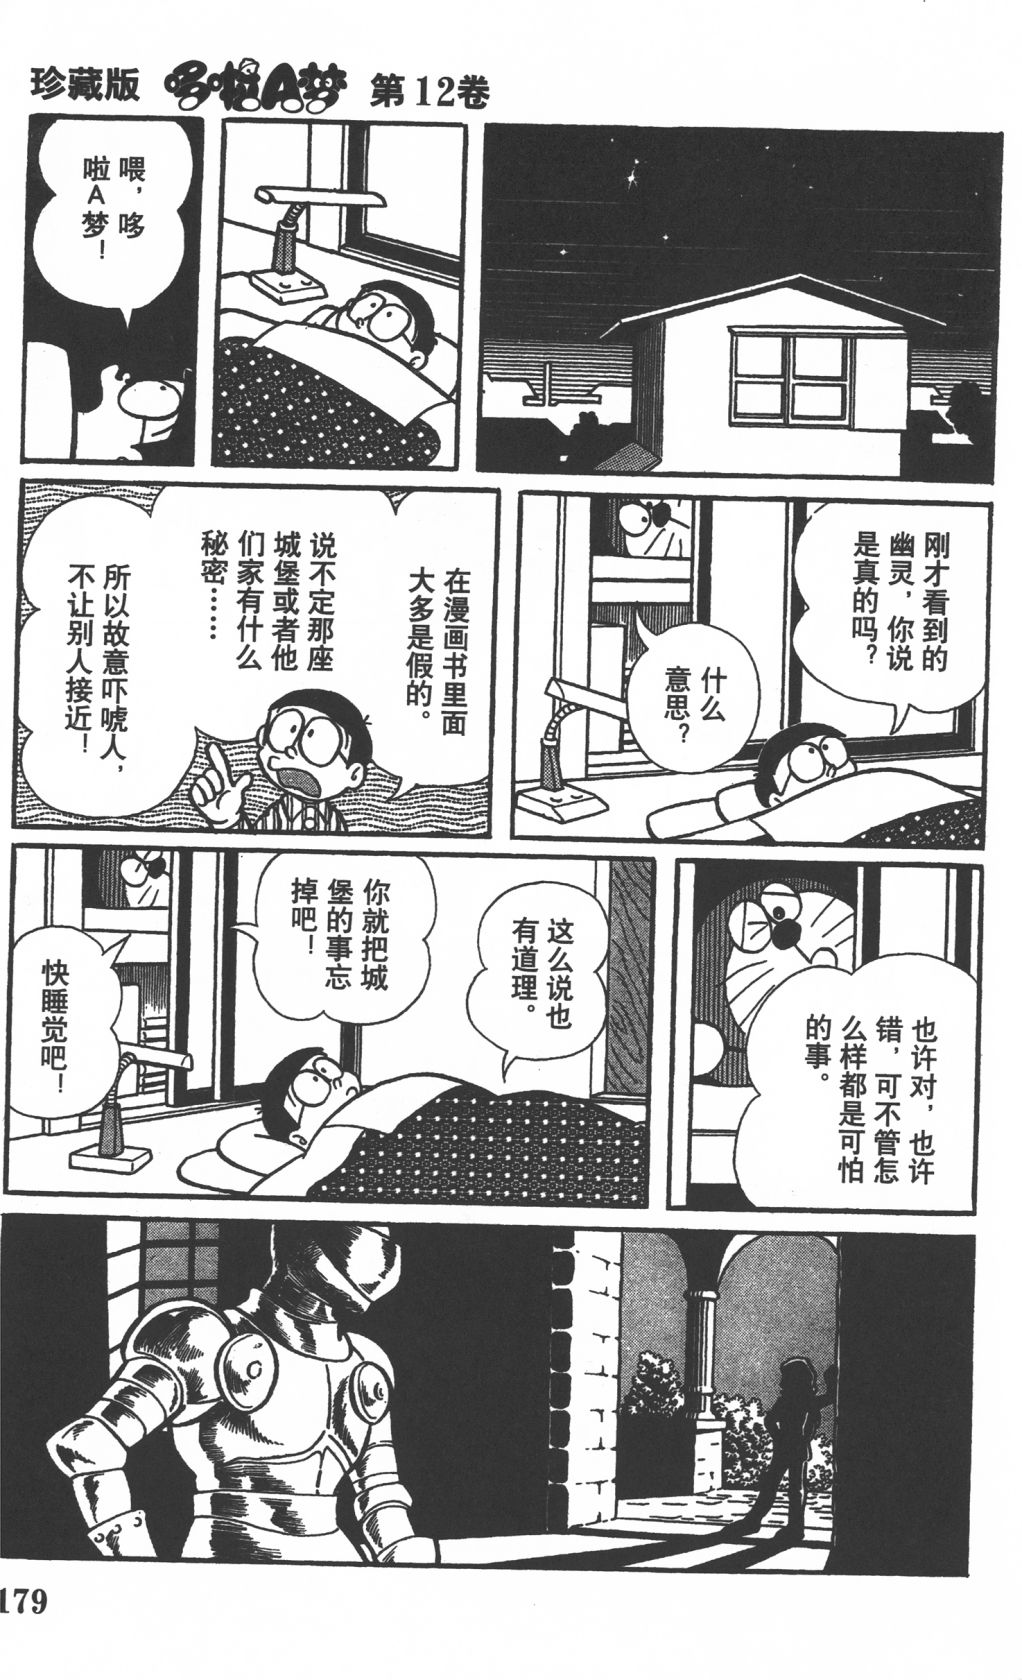 珍藏版 哆啦A梦 第12卷
喂，哆
啦A梦！
刚才看到的
幽灵，你说
是真的吗？
什么
意思？
在漫画书里面
大多是假的。
说不定那座
城堡或者他
们家有什么
秘密……
所以故意吓唬人，
不让别人接近！
也许对，也许
错，可不管怎
么样都是可怕
的事。
这么说也
有道理。
你就把城
堡的事忘
掉吧！
快睡觉吧！
179